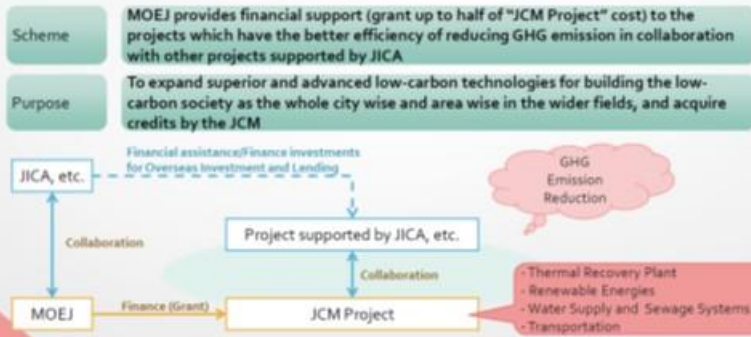 Scheme
MOEJ provides financial support (grant up to half of "JCM Project" cost) to the
projects which have the better efficiency of reducing GHG emission in collaboration
with other projects supported by JICA
Purpose
To expand superior and advanced low-carbon technologies for building the low-
carbon society as the whole city wise and area wise in the wider fields, and acquire
credits by the JCM
Financial assistance/Finance investments
for Overseas Investment and Lending
JICA, etc.
GHG
Emission
Reduction
Collaboration
Project supported by JICA, etc.
Collaboration
MOEJ
Finance (Grant)
JCM Project
- Thermal Recovery Plant
- Renewable Energies
- Water Supply and Sewage Systems
- Transportation